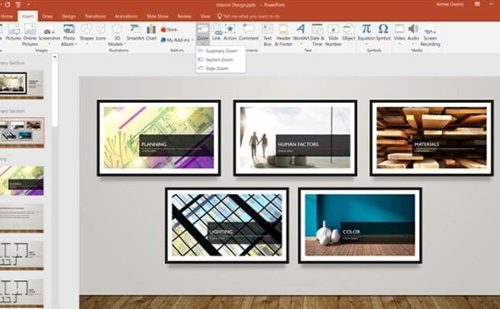 Interior Design.pptx - PowerPoint
Aimee Owens
Home Insert Draw Design Transitions Animations Slide Show Review View Tell me what you want to do
Pictures Online Pictures Screenshot Photo Album Shapes Icons 3D Models SmartArt Chart Store My Add-ins Zoom Link Action Comment Text Box Header & Footer WordArt Date & Time Slide Number Object Equation Symbol Video Audio Screen Recording
Images Illustrations Add-ins
Text Symbols Media
Summary Zoom
Section Zoom
Slide Zoom
PLANNING
HUMAN FACTORS
MATERIALS
LIGHTING
COLOR